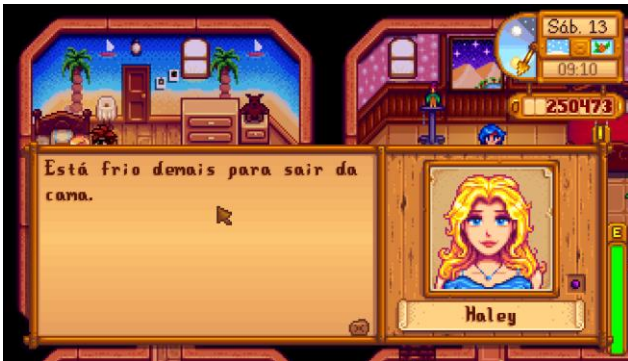 Sáb. 13
09:10
250473
Está frio demais para sair da
cama.
Haley
E